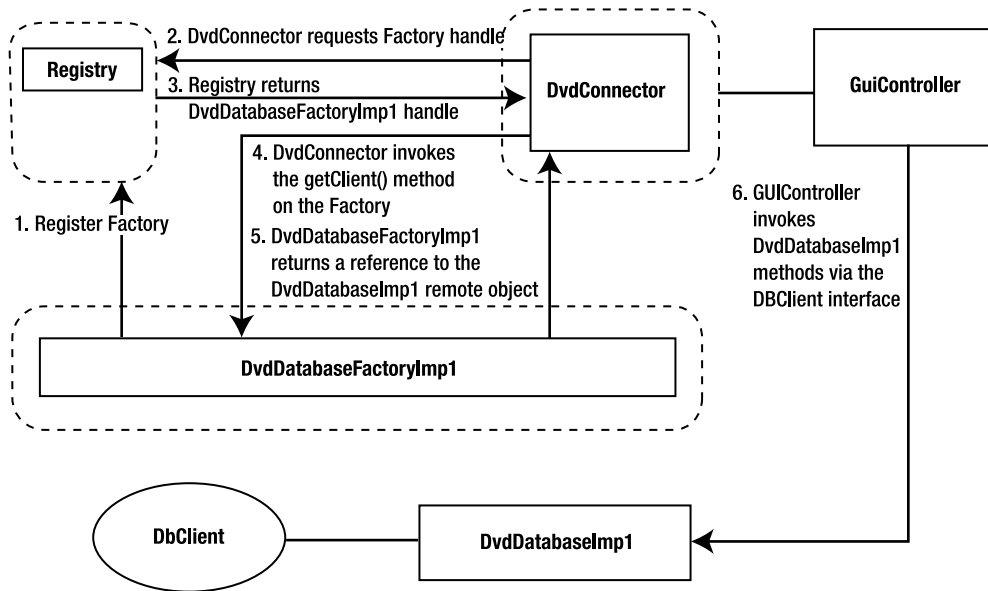 2. DvdConnector requests Factory handle
Registry
3. Registry returns
DvdDatabaseFactoryImp1 handle
DvdConnector
GuiController
4. DvdConnector invokes
the getClient() method
on the Factory
1. Register Factory
5. DvdDatabaseFactoryImp1
returns a reference to the
DvdDatabaseImp1 remote object
6. GUIController
invokes
DvdDatabaseImp1
methods via the
DBClient interface
DvdDatabaseFactoryImp1
DbClient
DvdDatabaseImp1